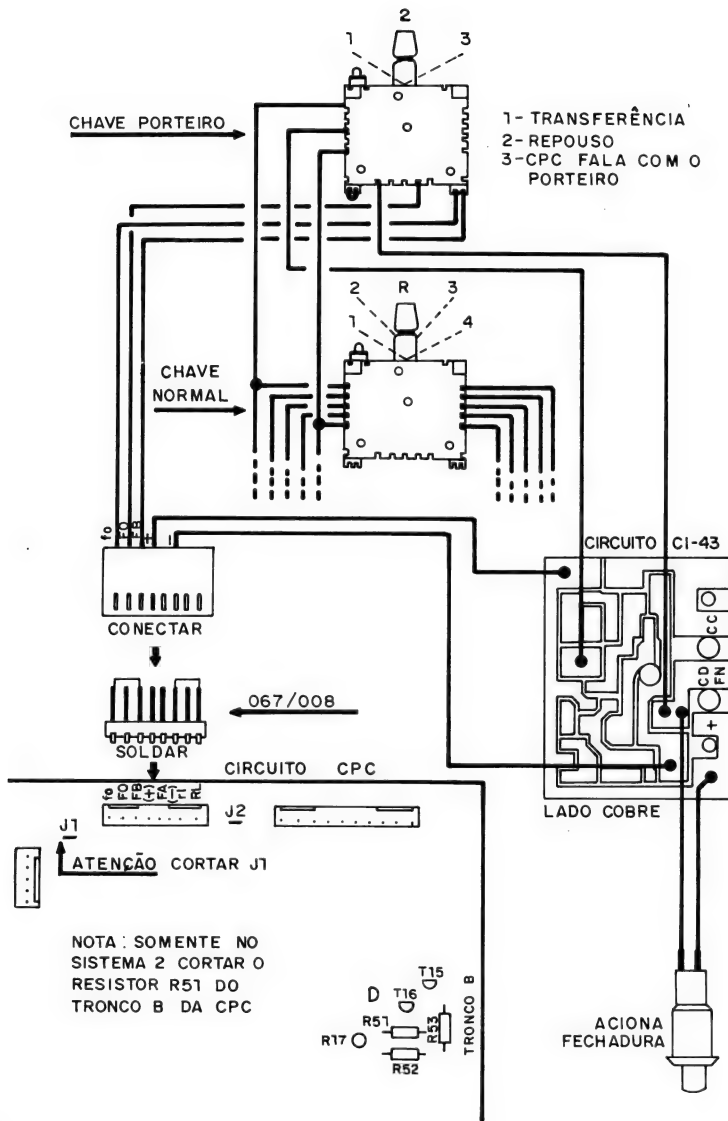 2
1 3
CHAVE PORTEIRO
1- TRANSFERÊNCIA
2- REPOUSO
3-CPC FALA COM O
PORTEIRO
2 R 3
1 4
CHAVE
NORMAL
fo FO FB + -
CONECTAR
067/008
SOLDAR
CIRCUITO CPC
fo FO FB (+) FA (-) f1 RL
J1
J2
ATENÇÃO CORTAR J1
NOTA: SOMENTE NO
SISTEMA 2 CORTAR O
RESISTOR R51 DO
TRONCO B DA CPC
T15
D T16
R51
R53
R17
R52
TRONCO B
CIRCUITO C1-43
CC
CD
FN
+
LADO COBRE
ACIONA
FECHADURA